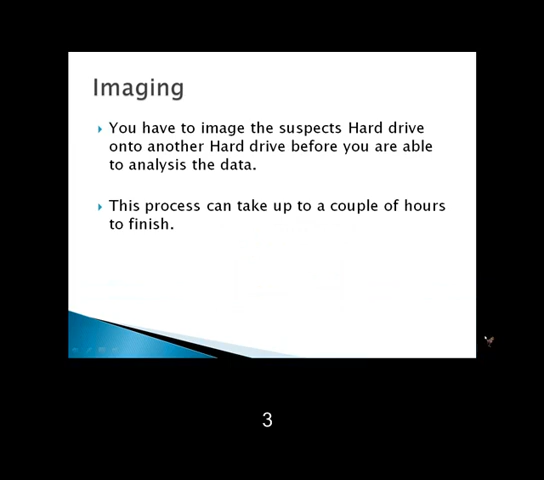 Imaging
You have to image the suspects Hard drive
onto another Hard drive before you are able
to analysis the data.
This process can take up to a couple of hours
to finish.
3